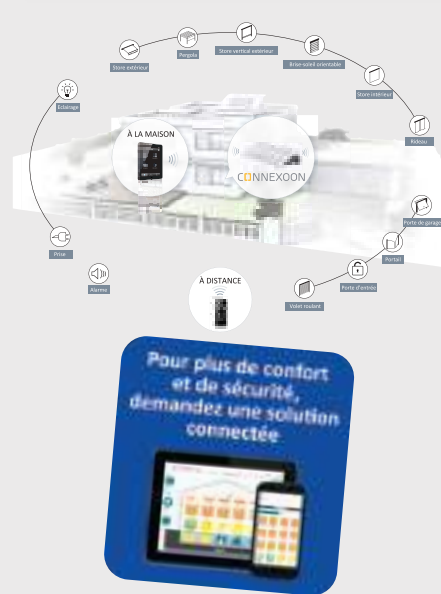 Store vertical extérieur
Pergola
Brise-soleil orientable
Store extérieur
Store intérieur
Eclairage
Rideau
À LA MAISON
CONNEXOON
Porte de garage
Portail
Prise
Porte d'entrée
Alarme
À DISTANCE
Volet roulant
Pour plus de confort
et de sécurité,
demandez une solution
connectée